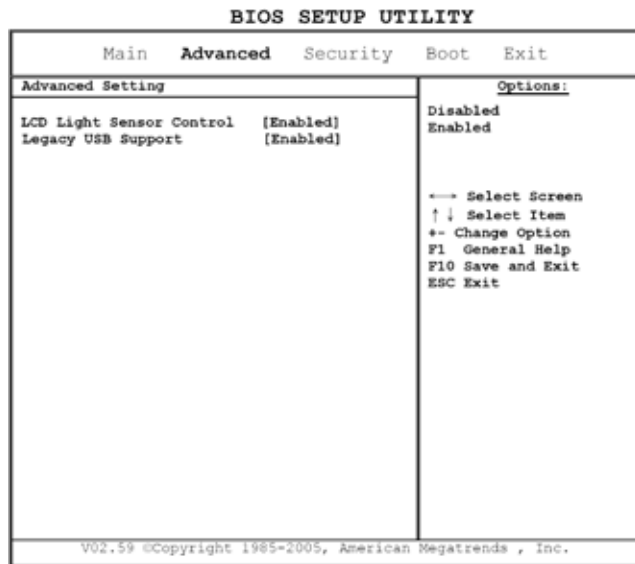 BIOS SETUP UTILITY
Main Advanced Security Boot Exit
Advanced Setting
LCD Light Sensor Control [Enabled]
Legacy USB Support [Enabled]
Options:
Disabled
Enabled
←→ Select Screen
↑↓ Select Item
+- Change Option
F1 General Help
F10 Save and Exit
ESC Exit
V02.59 ©Copyright 1985-2005, American Megatrends , Inc.